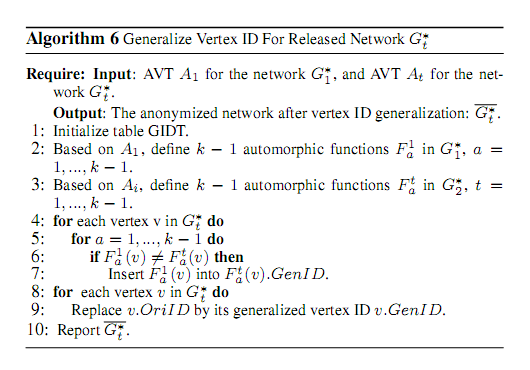 Algorithm 6 Generalize Vertex ID For Released Network G_t^*
Require: Input: AVT A_1 for the network G_1^*, and AVT A_t for the net-
work G_t^*.
Output: The anonymized network after vertex ID generalization: \overline{G_t^*}.
1: Initialize table GIDT.
2: Based on A_1, define k − 1 automorphic functions F_a^1 in G_1^*, a =
1, ..., k − 1.
3: Based on A_i, define k − 1 automorphic functions F_a^t in G_2^*, t =
1, ..., k − 1.
4: for each vertex v in G_t^* do
5: for a = 1, ..., k − 1 do
6: if F_a^1(v) ≠ F_a^t(v) then
7: Insert F_a^1(v) into F_a^t(v).GenID.
8: for each vertex v in G_t^* do
9: Replace v.OriID by its generalized vertex ID v.GenID.
10: Report \overline{G_t^*}.